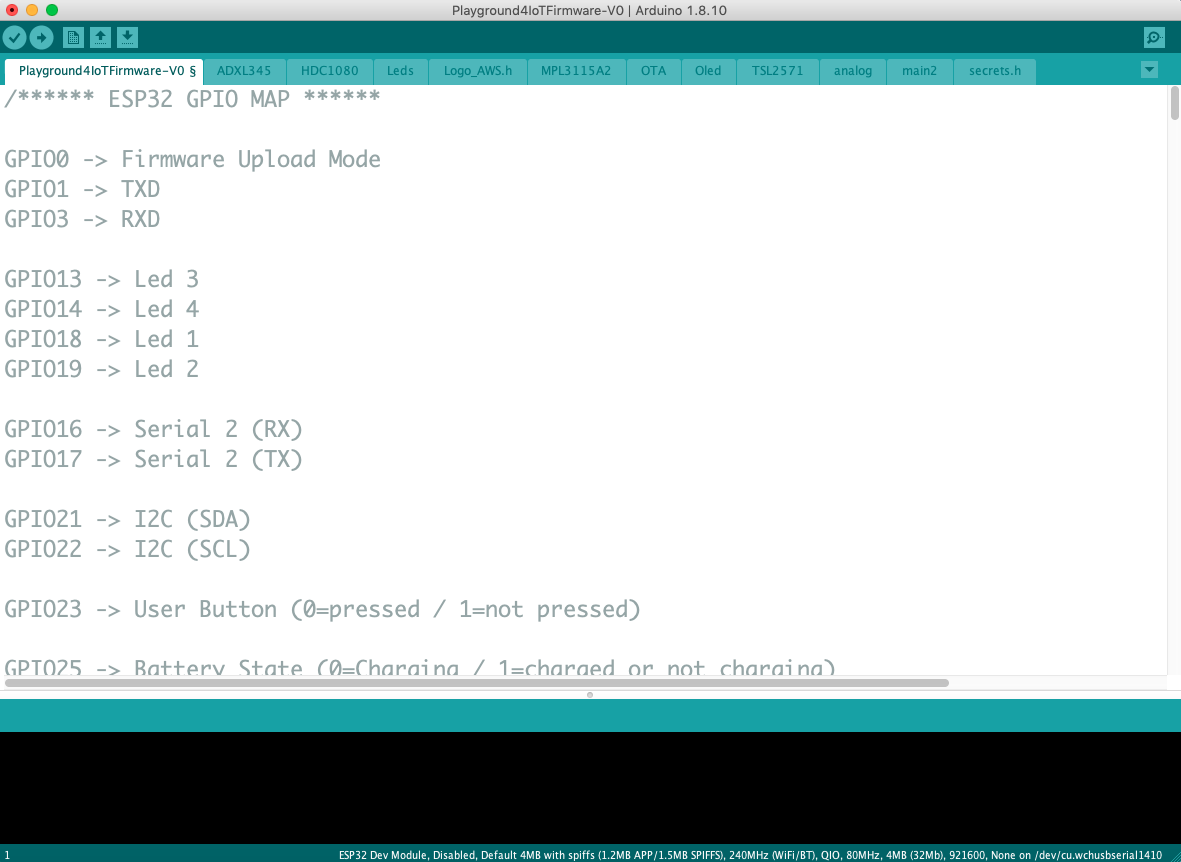 Playground4IoTFirmware-V0 | Arduino 1.8.10
Playground4IoTFirmware-V0 § ADXL345 HDC1080 Leds Logo_AWS.h MPL3115A2 OTA Oled TSL2571 analog main2 secrets.h
/****** ESP32 GPIO MAP ******
GPIO0 -> Firmware Upload Mode
GPIO1 -> TXD
GPIO3 -> RXD
GPIO13 -> Led 3
GPIO14 -> Led 4
GPIO18 -> Led 1
GPIO19 -> Led 2
GPIO16 -> Serial 2 (RX)
GPIO17 -> Serial 2 (TX)
GPIO21 -> I2C (SDA)
GPIO22 -> I2C (SCL)
GPIO23 -> User Button (0=pressed / 1=not pressed)
GPIO25 -> Battery State (0=Charging / 1=charged or not charging)
1 ESP32 Dev Module, Disabled, Default 4MB with spiffs (1.2MB APP/1.5MB SPIFFS), 240MHz (WiFi/BT), QIO, 80MHz, 4MB (32Mb), 921600, None on /dev/cu.wchusbserial1410